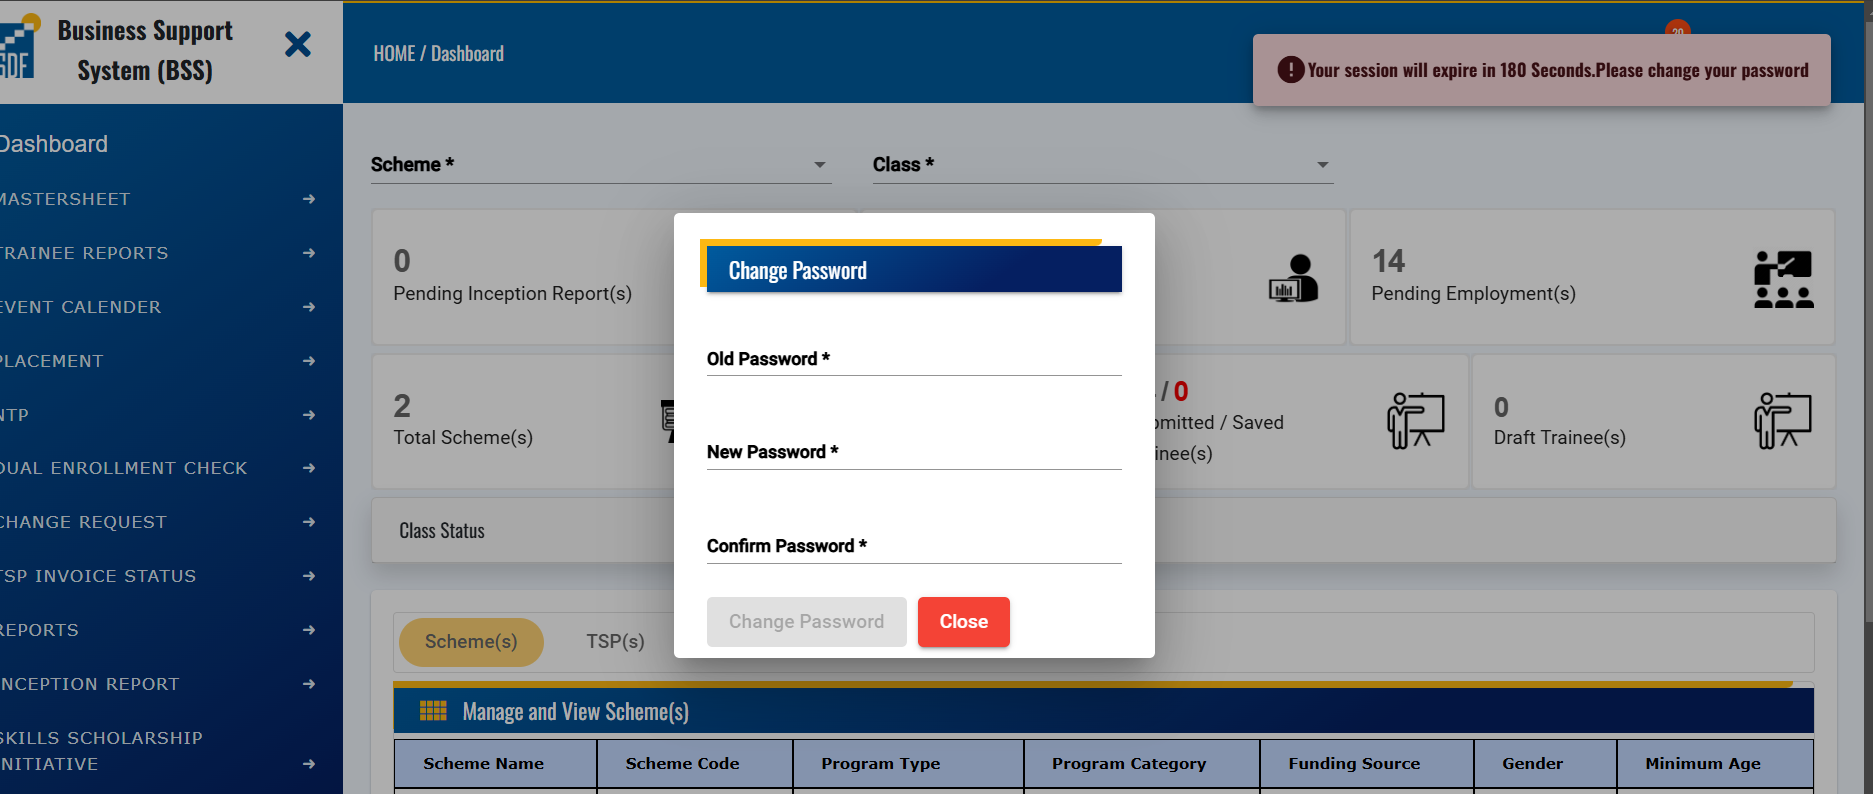 SDF
Business Support
System (BSS)
HOME / Dashboard
20
Your session will expire in 180 Seconds.Please change your password
Dashboard
MASTERSHEET
TRAINEE REPORTS
EVENT CALENDER
PLACEMENT
NTP
DUAL ENROLLMENT CHECK
CHANGE REQUEST
TSP INVOICE STATUS
REPORTS
INCEPTION REPORT
SKILLS SCHOLARSHIP
INITIATIVE
Scheme *
Class *
0
Pending Inception Report(s)
14
Pending Employment(s)
2
Total Scheme(s)
/ 0
omitted / Saved
inee(s)
0
Draft Trainee(s)
Class Status
Change Password
Old Password *
New Password *
Confirm Password *
Change Password
Close
Scheme(s)
TSP(s)
Manage and View Scheme(s)
Scheme Name
Scheme Code
Program Type
Program Category
Funding Source
Gender
Minimum Age